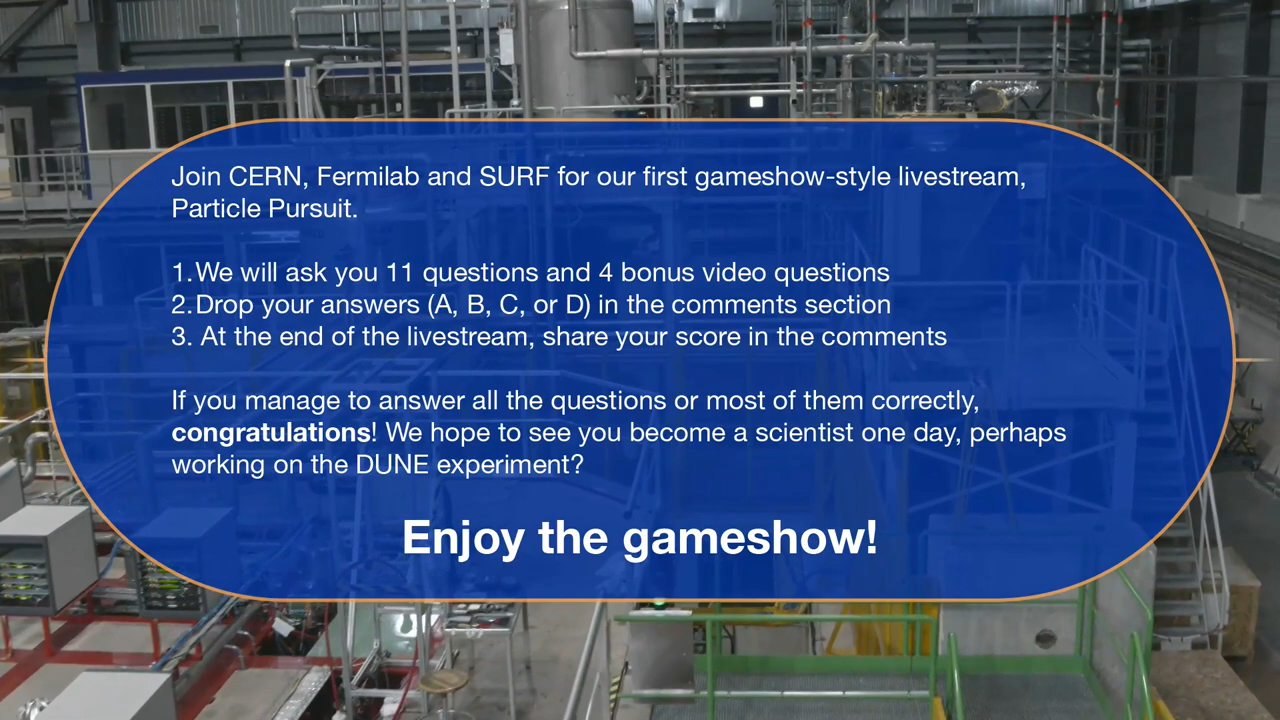 Join CERN, Fermilab and SURF for our first gameshow-style livestream,
Particle Pursuit.
1. We will ask you 11 questions and 4 bonus video questions
2. Drop your answers (A, B, C, or D) in the comments section
3. At the end of the livestream, share your score in the comments
If you manage to answer all the questions or most of them correctly,
congratulations! We hope to see you become a scientist one day, perhaps
working on the DUNE experiment?
Enjoy the gameshow!